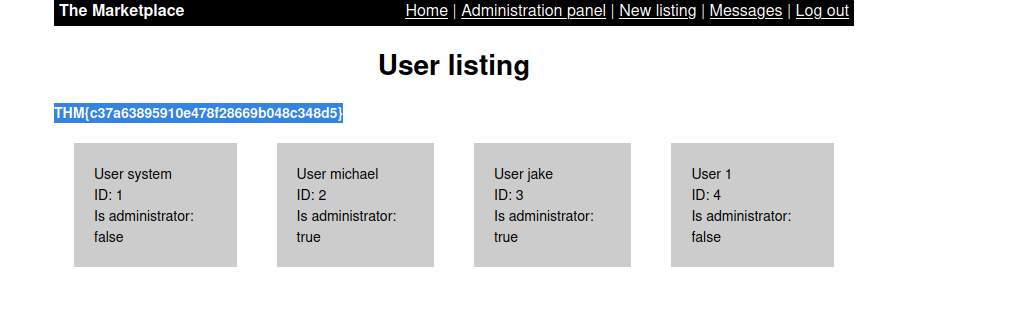 The Marketplace
Home | Administration panel | New listing | Messages | Log out
User listing
THM{c37a63895910e478f28669b048c348d5}
User system
ID: 1
Is administrator:
false
User michael
ID: 2
Is administrator:
true
User jake
ID: 3
Is administrator:
true
User 1
ID: 4
Is administrator:
false